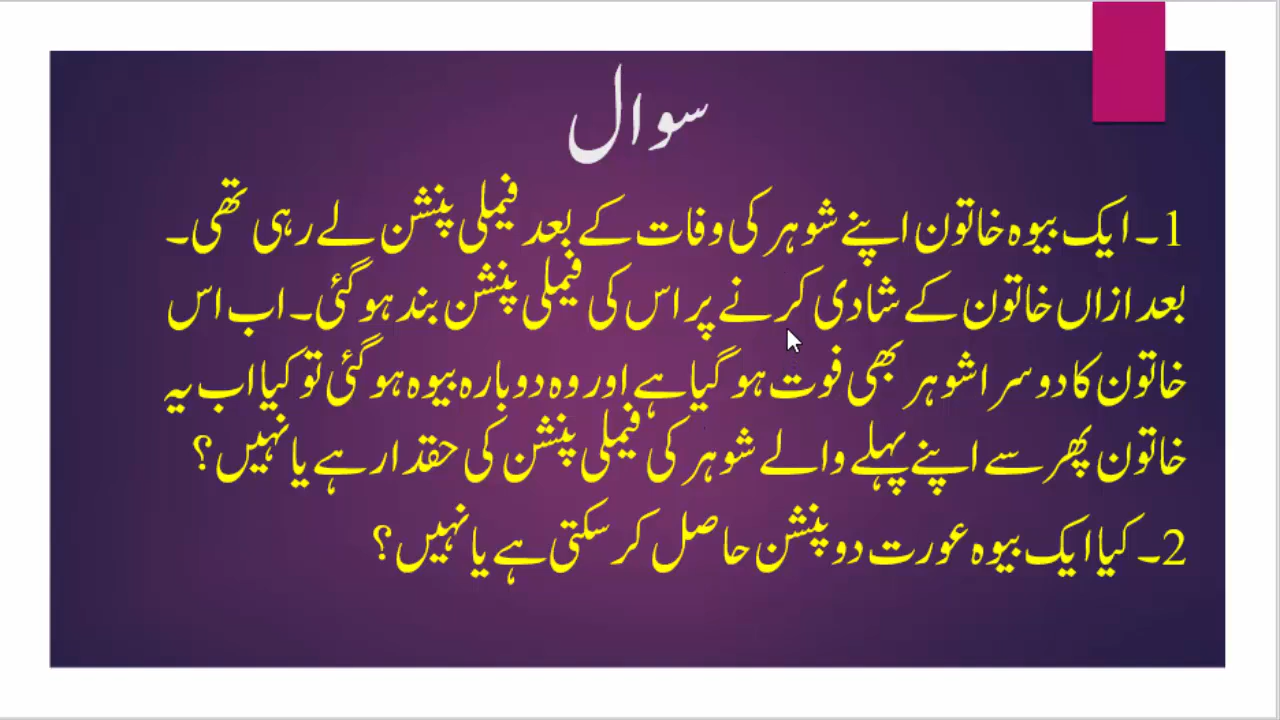 سوال
1۔ ایک بیوہ خاتون اپنے شوہر کی وفات کے بعد فیملی پنشن لے رہی تھی۔
بعد ازاں خاتون کے شادی کرنے پر اس کی فیملی پنشن بند ہو گئی۔ اب اس
خاتون کا دوسرا شوہر بھی فوت ہو گیا ہے اور وہ دوبارہ بیوہ ہو گئی تو کیا اب یہ
خاتون پھر سے اپنے پہلے والے شوہر کی فیملی پنشن کی حقدار ہے یا نہیں؟
2۔ کیا ایک بیوہ عورت دو پنشن حاصل کر سکتی ہے یا نہیں؟